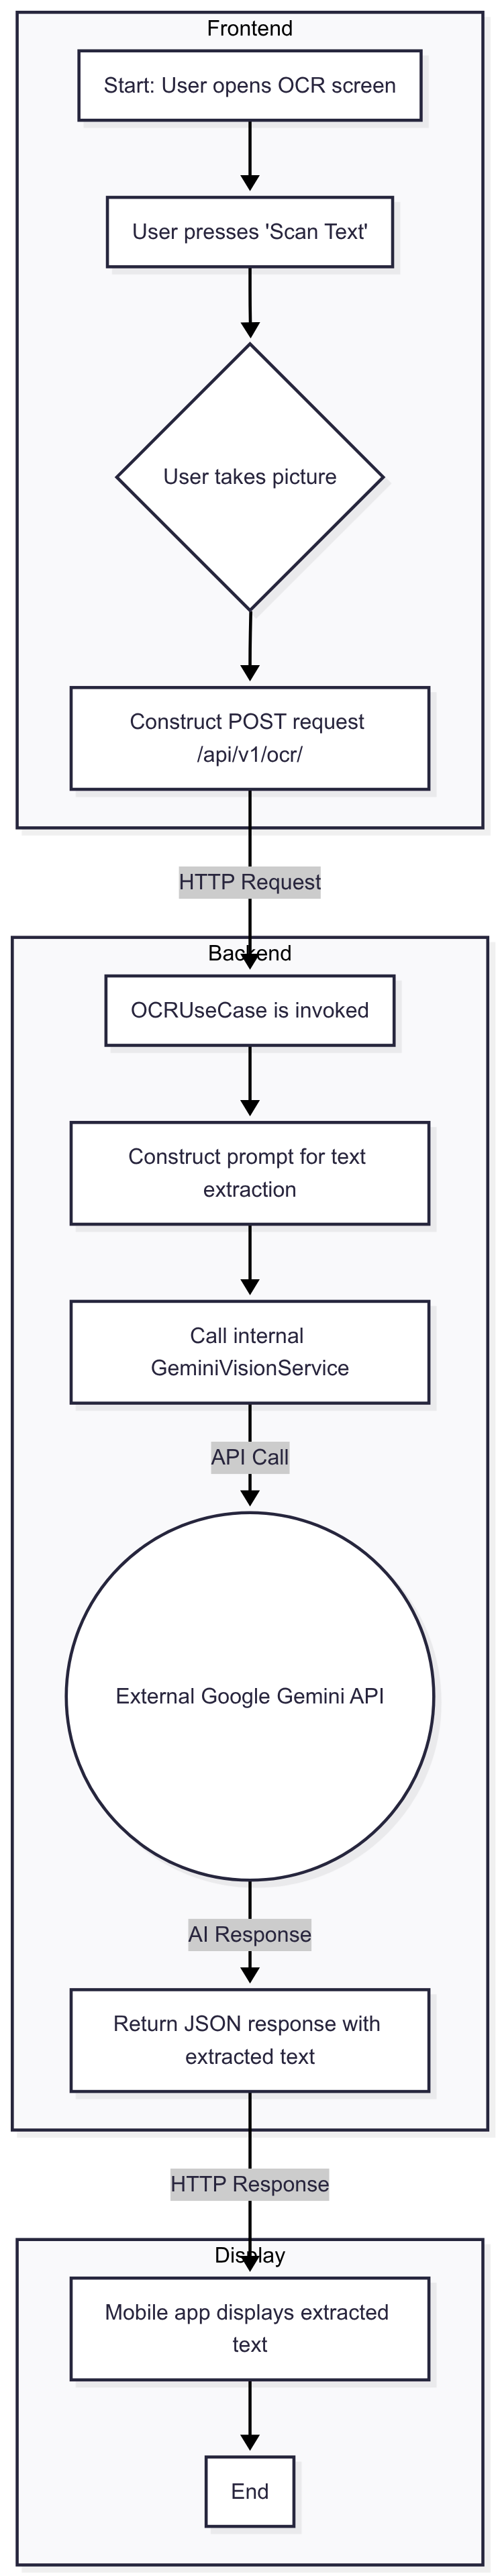 Frontend
Start: User opens OCR screen
User presses 'Scan Text'
User takes picture
Construct POST request
/api/v1/ocr/
HTTP Request
Backend
OCRUseCase is invoked
Construct prompt for text
extraction
Call internal
GeminiVisionService
API Call
External Google Gemini API
AI Response
Return JSON response with
extracted text
HTTP Response
Display
Mobile app displays extracted
text
End